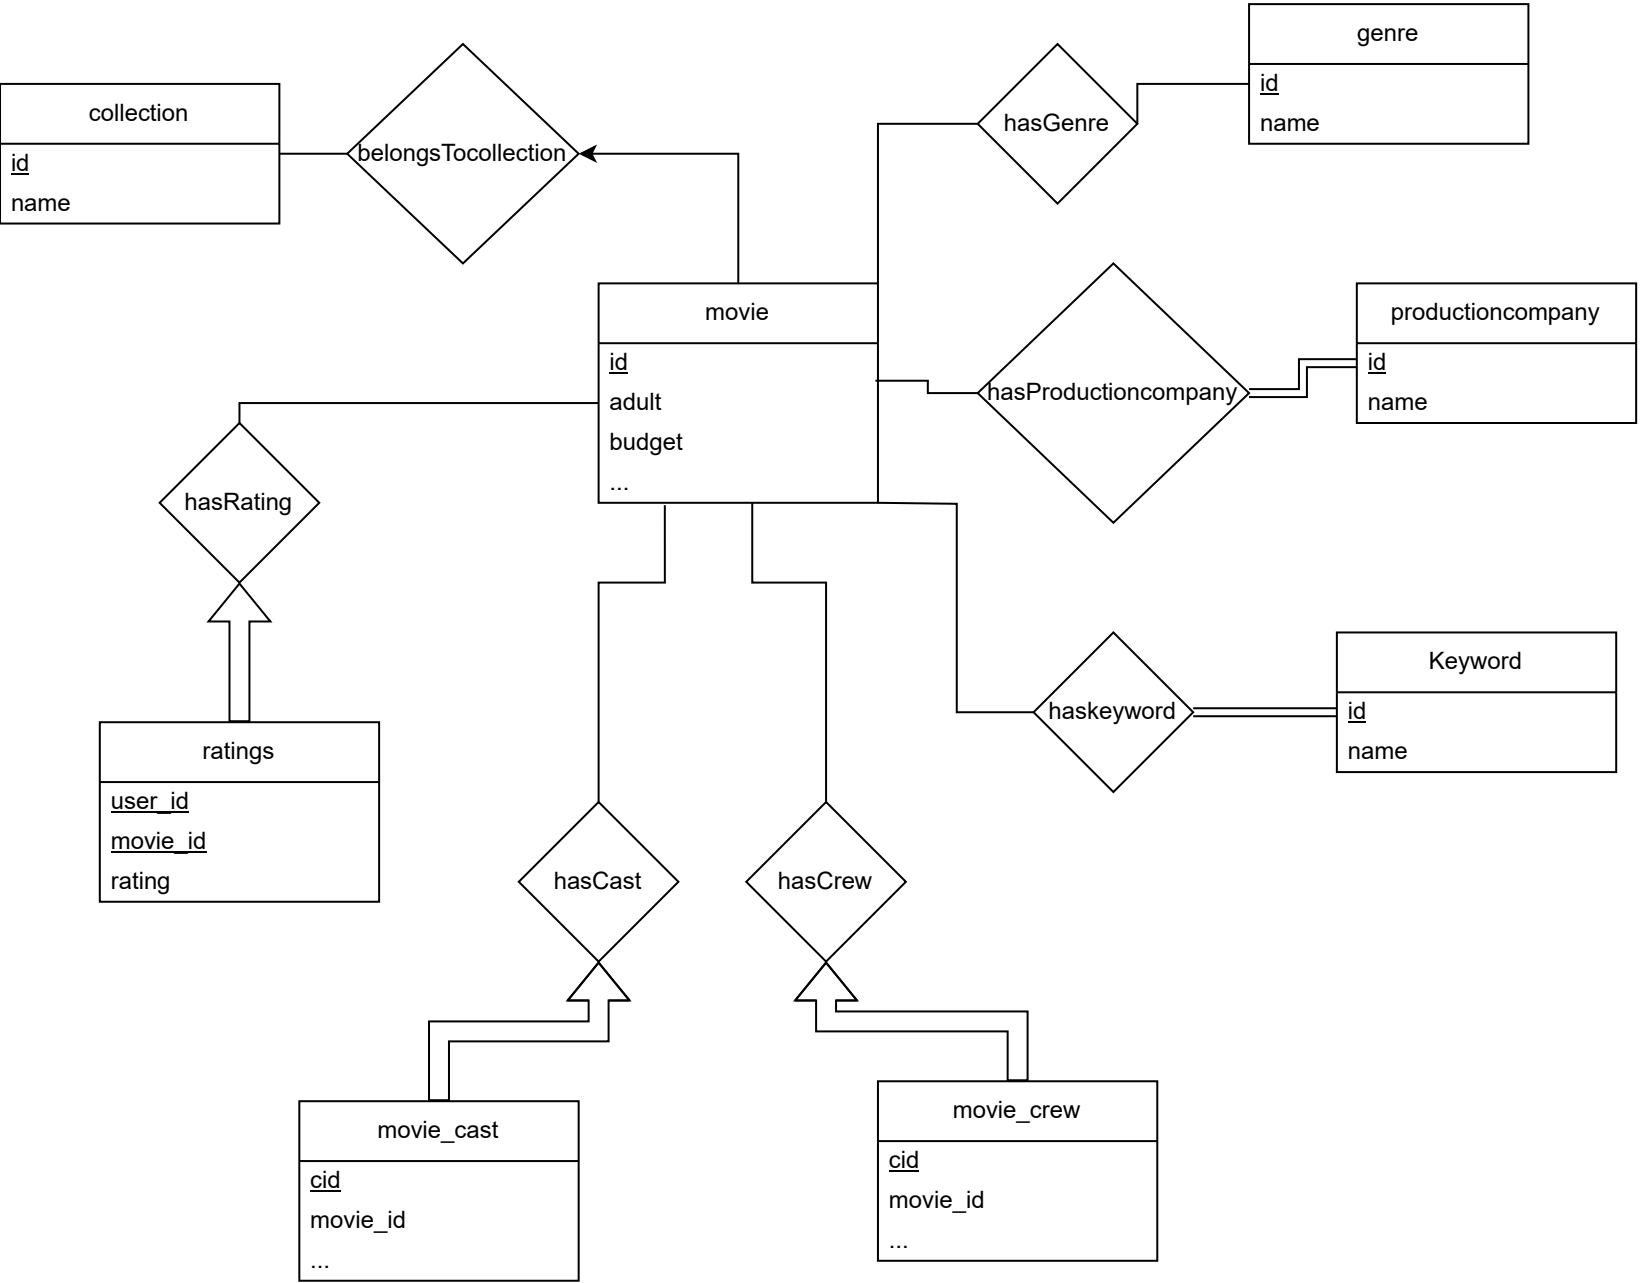 genre
id
name
hasGenre
collection
id
name
belongsTocollection
movie
id
adult
budget
...
hasProductioncompany
productioncompany
id
name
hasRating
ratings
user_id
movie_id
rating
haskeyword
Keyword
id
name
hasCast
hasCrew
movie_cast
cid
movie_id
...
movie_crew
cid
movie_id
...